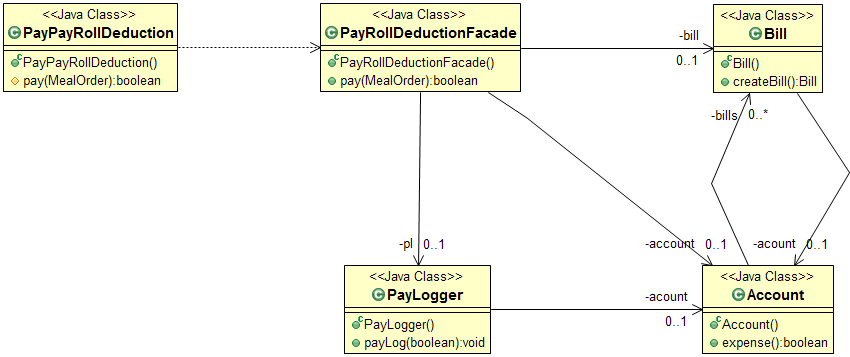 <<Java Class>>
PayPayRollDeduction
PayPayRollDeduction()
pay(MealOrder):boolean
<<Java Class>>
PayRollDeductionFacade
PayRollDeductionFacade()
pay(MealOrder):boolean
-bill
0..1
<<Java Class>>
Bill
Bill()
createBill():Bill
-bills
0..*
-pl
0..1
-account
0..1
-acount
0..1
<<Java Class>>
PayLogger
PayLogger()
payLog(boolean):void
-acount
0..1
<<Java Class>>
Account
Account()
expense():boolean